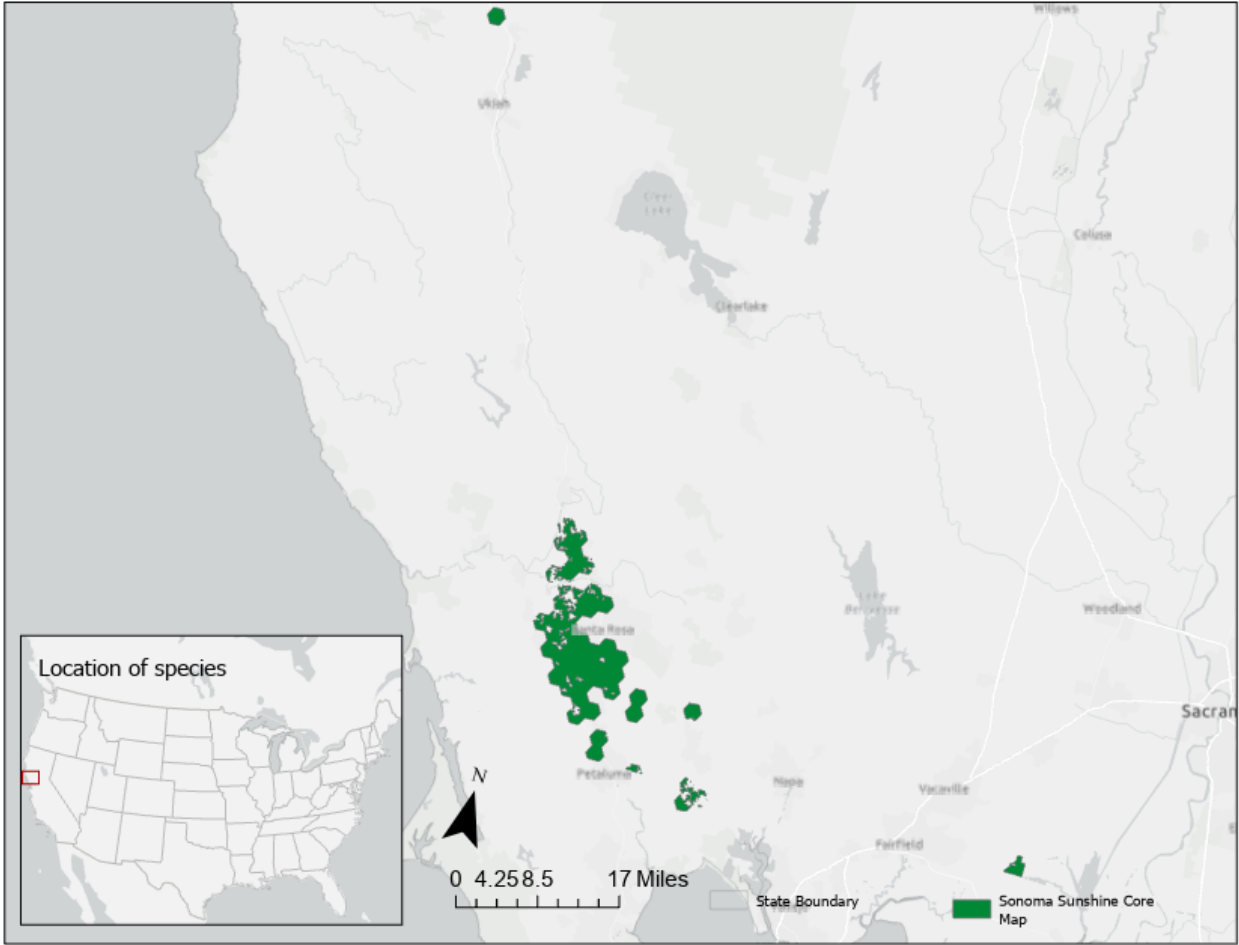 Willows
Ukiah
Clear
Lake
Colusa
Clearlake
Lake
Berryessa
Woodland
Santa Rosa
Location of species
Sacram
N
Petaluma
Napa
Vacaville
Fairfield
0 4.25 8.5 17 Miles
State Boundary
Sonoma Sunshine Core
Map